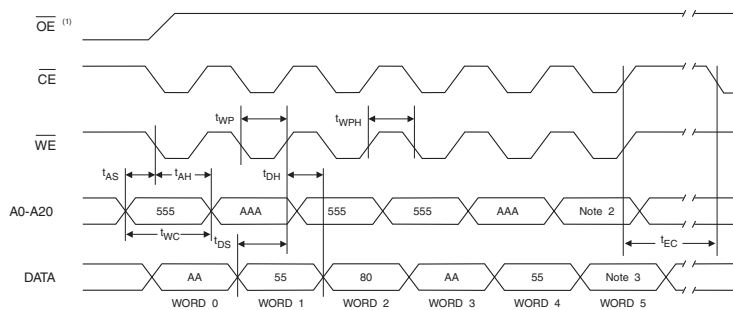 OE (1)
CE
tWP tWPH
WE
tAS tAH tDH
A0-A20 555 AAA 555 555 AAA Note 2
tWC tDS tEC
DATA AA 55 80 AA 55 Note 3
WORD 0 WORD 1 WORD 2 WORD 3 WORD 4 WORD 5